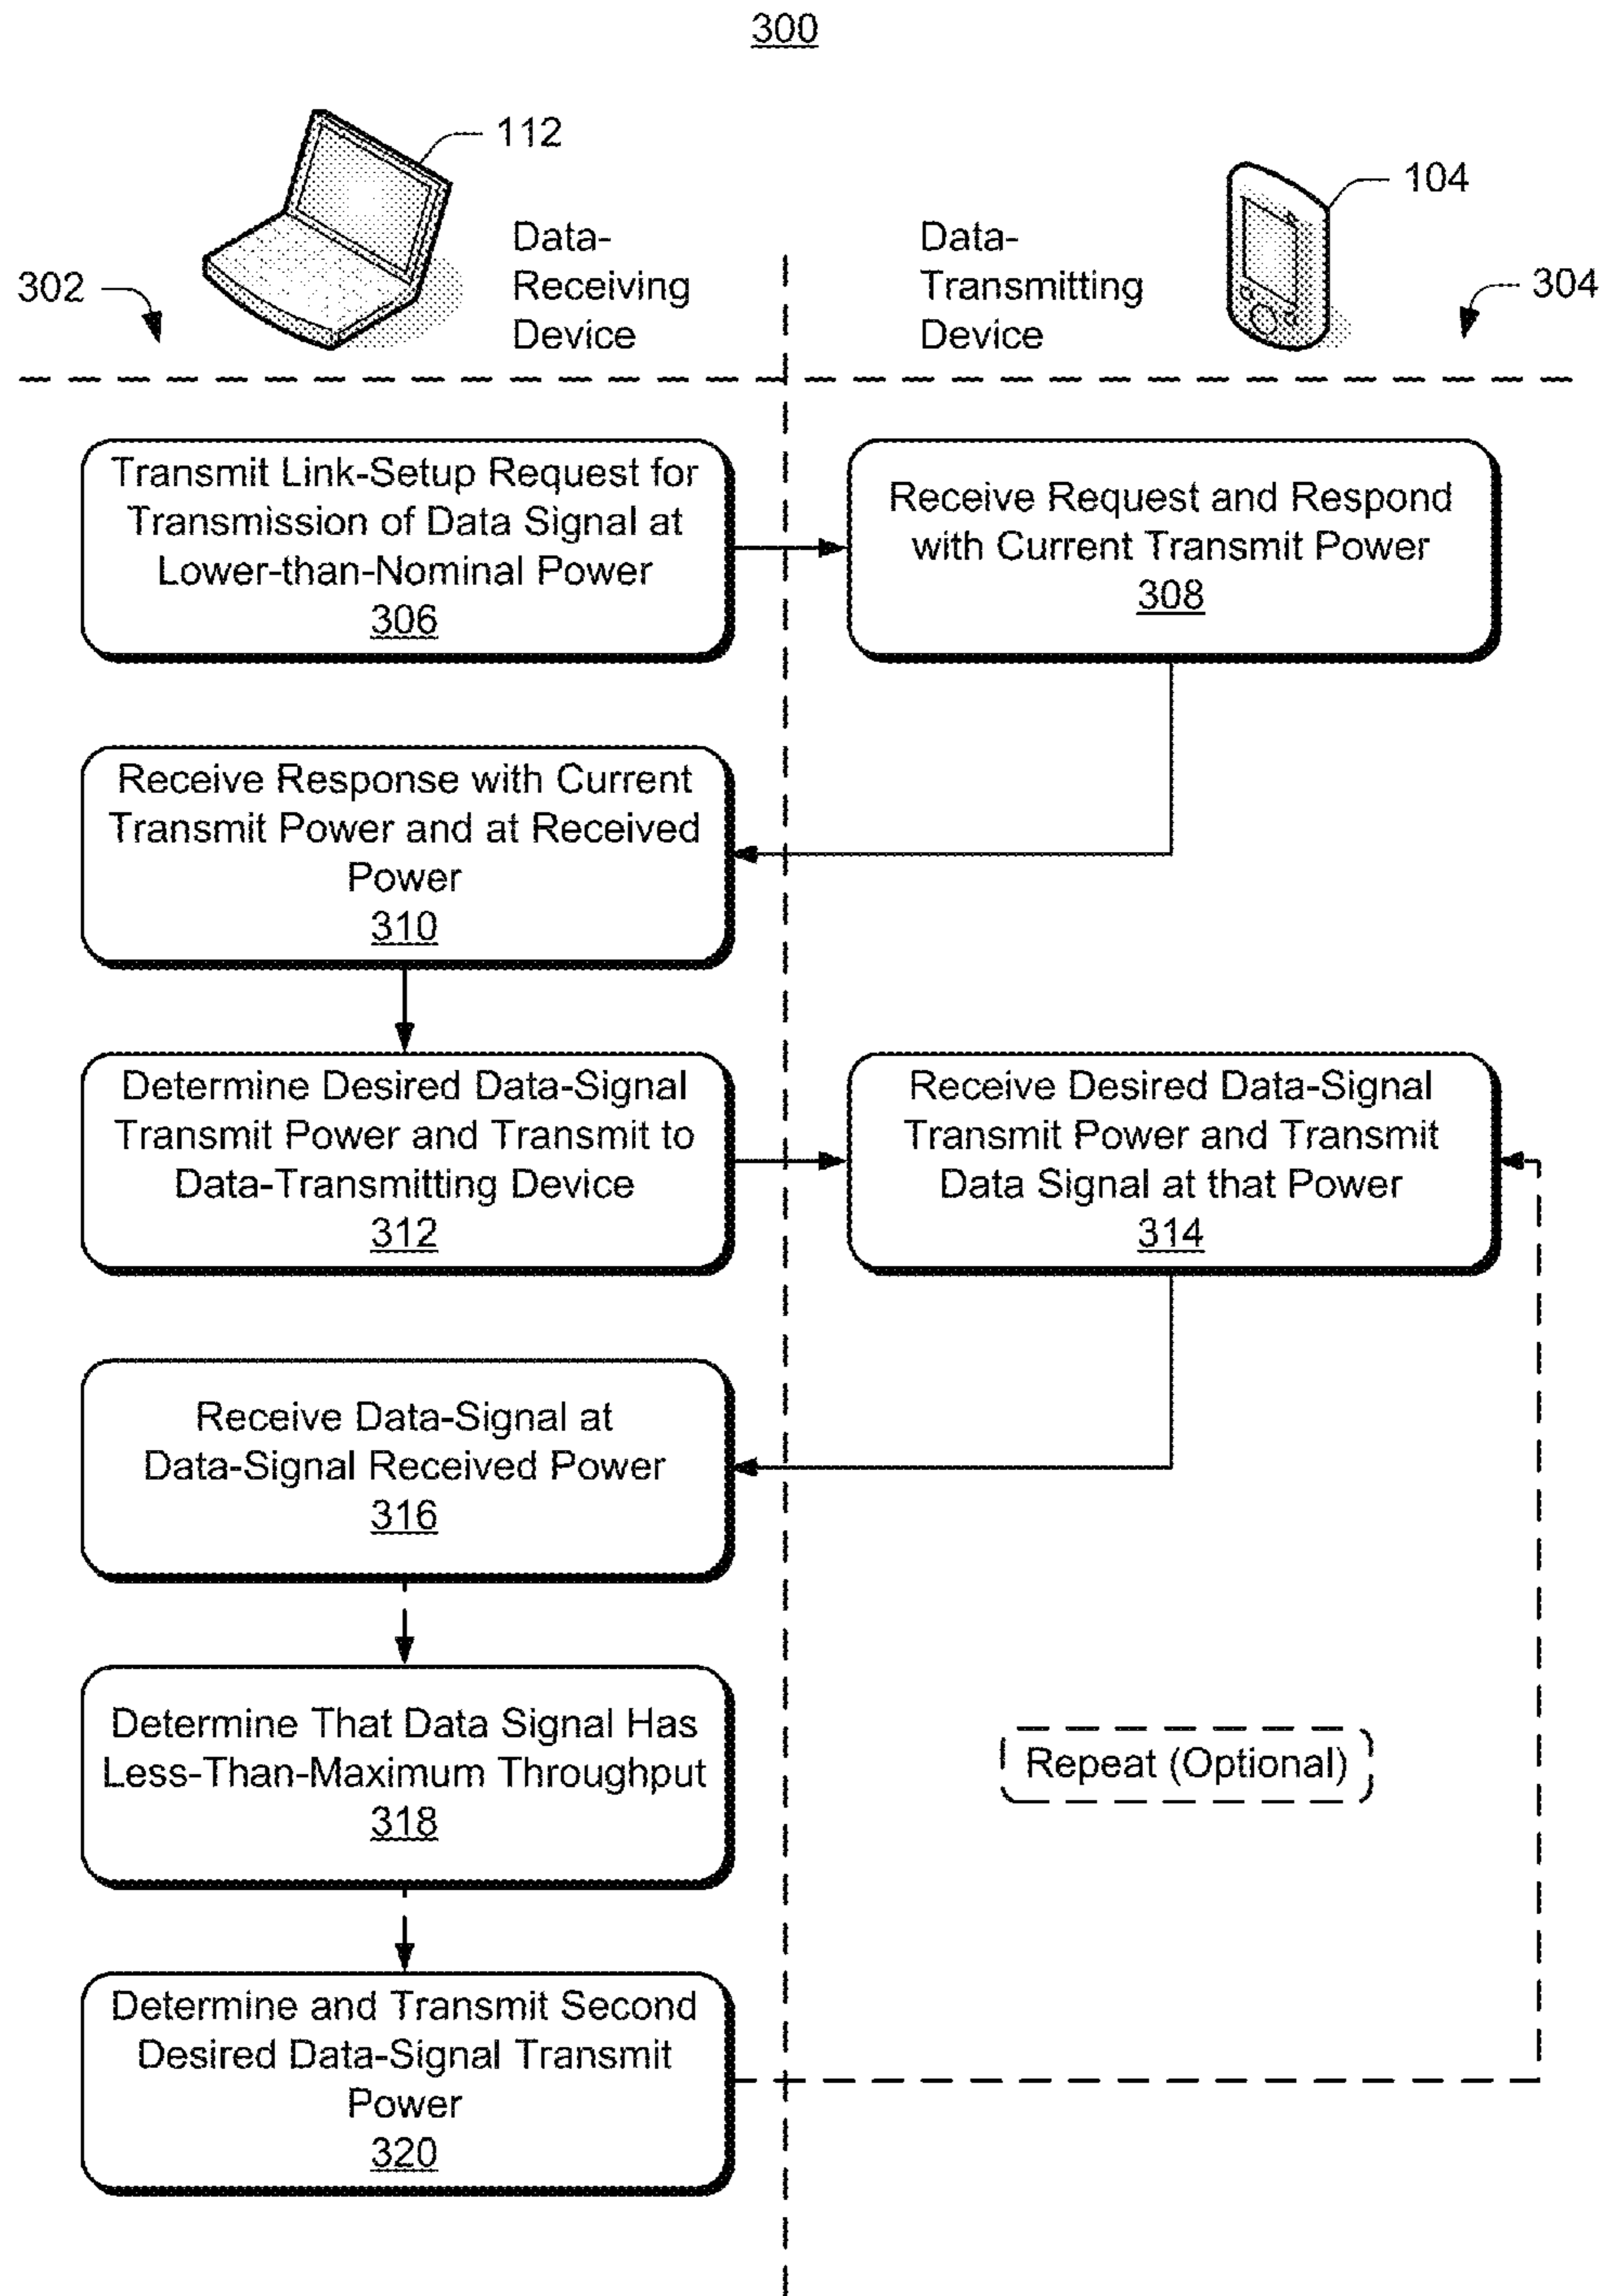 300
112
Data-
Receiving
Device
302
Data-
Transmitting
Device
104
304
Transmit Link-Setup Request for
Transmission of Data Signal at
Lower-than-Nominal Power
306
Receive Request and Respond
with Current Transmit Power
308
Receive Response with Current
Transmit Power and at Received
Power
310
Determine Desired Data-Signal
Transmit Power and Transmit to
Data-Transmitting Device
312
Receive Desired Data-Signal
Transmit Power and Transmit
Data Signal at that Power
314
Receive Data-Signal at
Data-Signal Received Power
316
Determine That Data Signal Has
Less-Than-Maximum Throughput
318
Repeat (Optional)
Determine and Transmit Second
Desired Data-Signal Transmit
Power
320